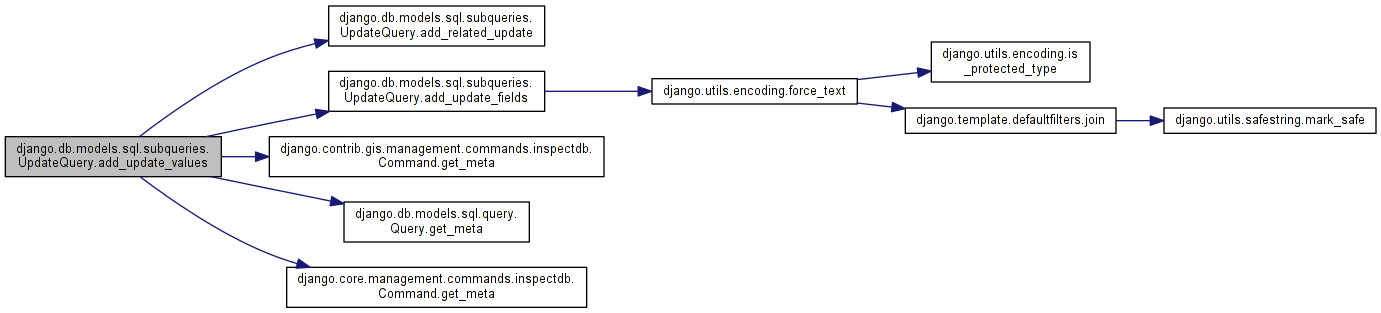 django.db.models.sql.subqueries.
UpdateQuery.add_related_update
django.db.models.sql.subqueries.
UpdateQuery.add_update_fields
django.utils.encoding.force_text
django.utils.encoding.is
_protected_type
django.template.defaultfilters.join
django.utils.safestring.mark_safe
django.db.models.sql.subqueries.
UpdateQuery.add_update_values
django.contrib.gis.management.commands.inspectdb.
Command.get_meta
django.db.models.sql.query.
Query.get_meta
django.core.management.commands.inspectdb.
Command.get_meta